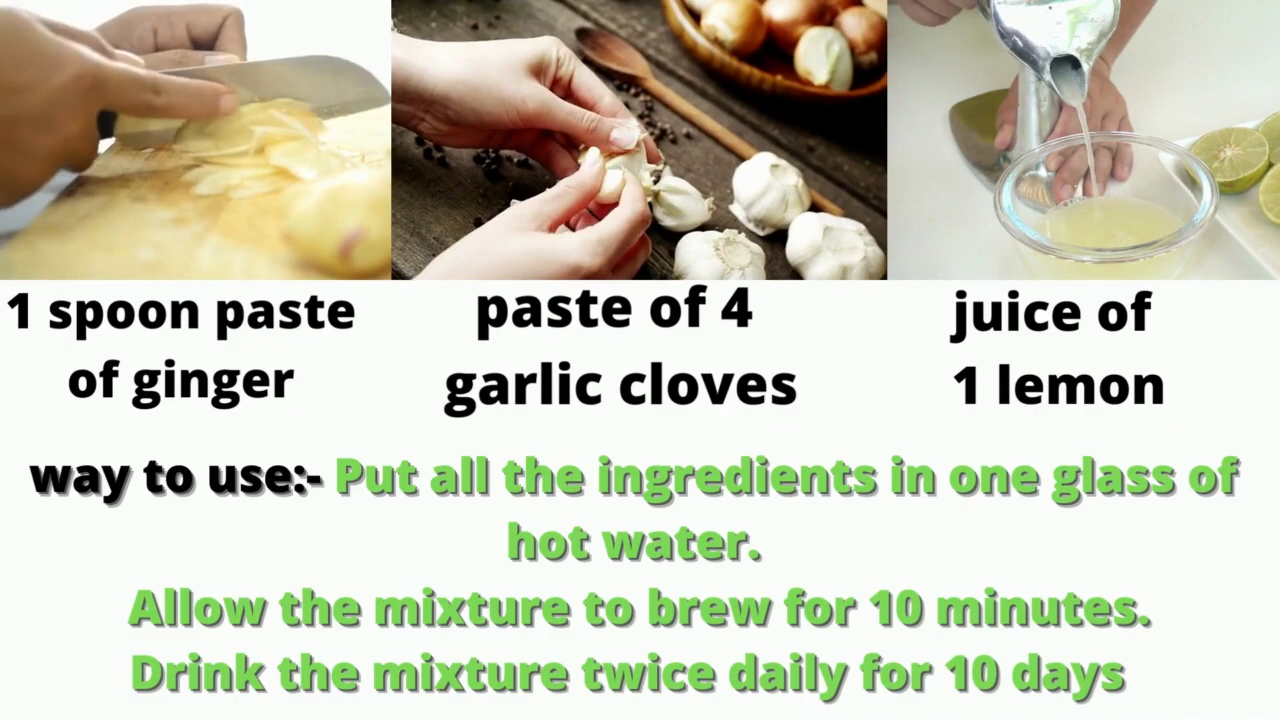 1 spoon paste
of ginger
paste of 4
garlic cloves
juice of
1 lemon
way to use:- Put all the ingredients in one glass of
hot water.
Allow the mixture to brew for 10 minutes.
Drink the mixture twice daily for 10 days